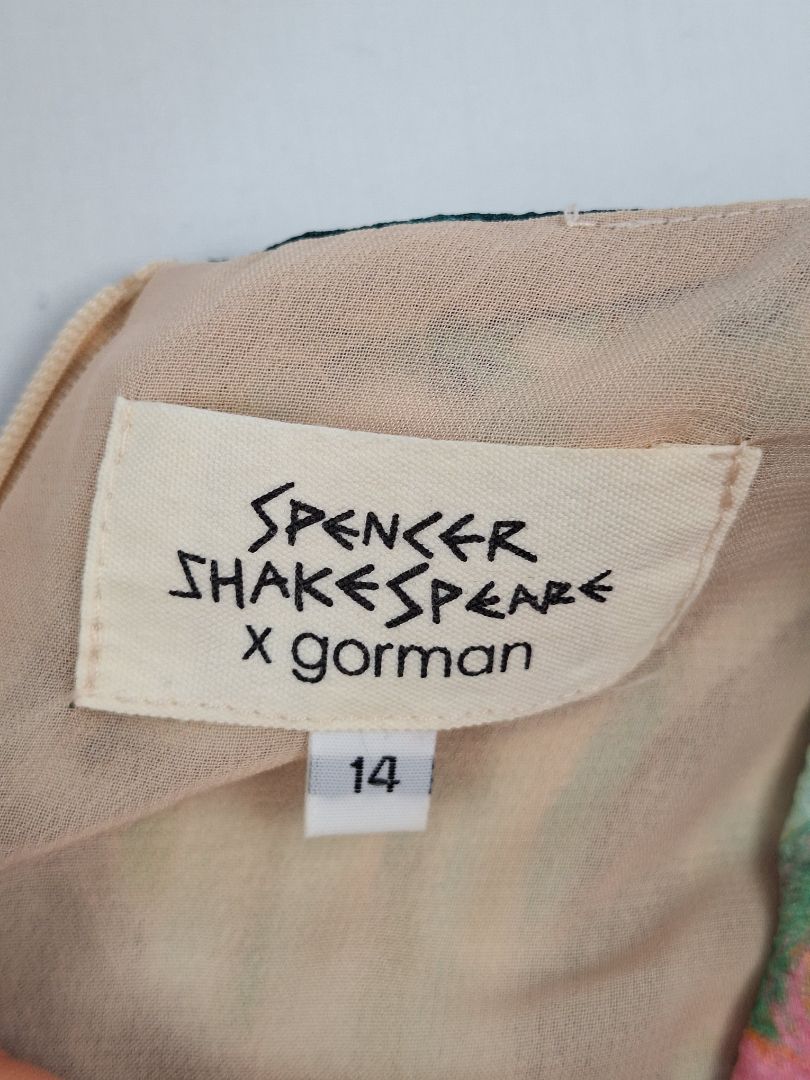 SPENCER
SHAKESPEARE
x gorman
14